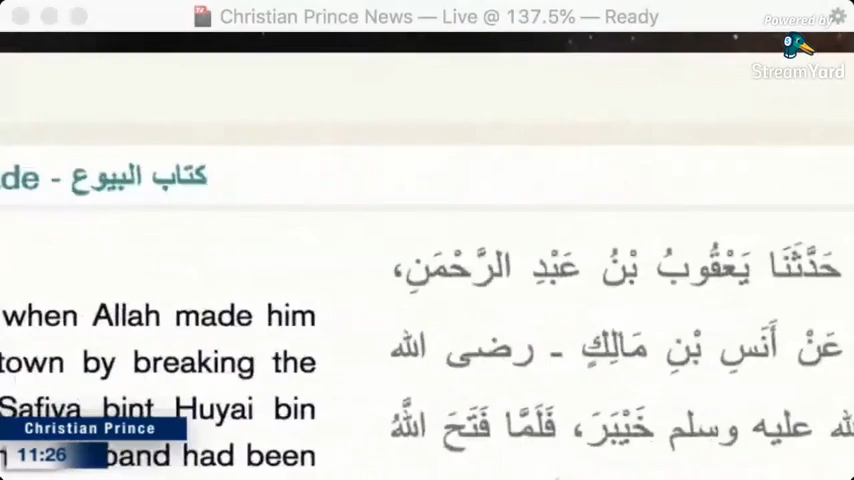 Christian Prince News — Live @ 137.5% — Ready
Powered by
StreamYard
ade - كتاب البيوع
حَدَّثَنَا يَعْقُوبُ بْنُ عَبْدِ الرَّحْمَنِ،
when Allah made him
عَنْ أَنَسِ بْنِ مَالِكٍ ـ رضى الله
town by breaking the
الله عليه وسلم خَيْبَرَ، فَلَمَّا فَتَحَ اللَّهُ
Safiya bint Huyai bin
Christian Prince
11:26
band had been